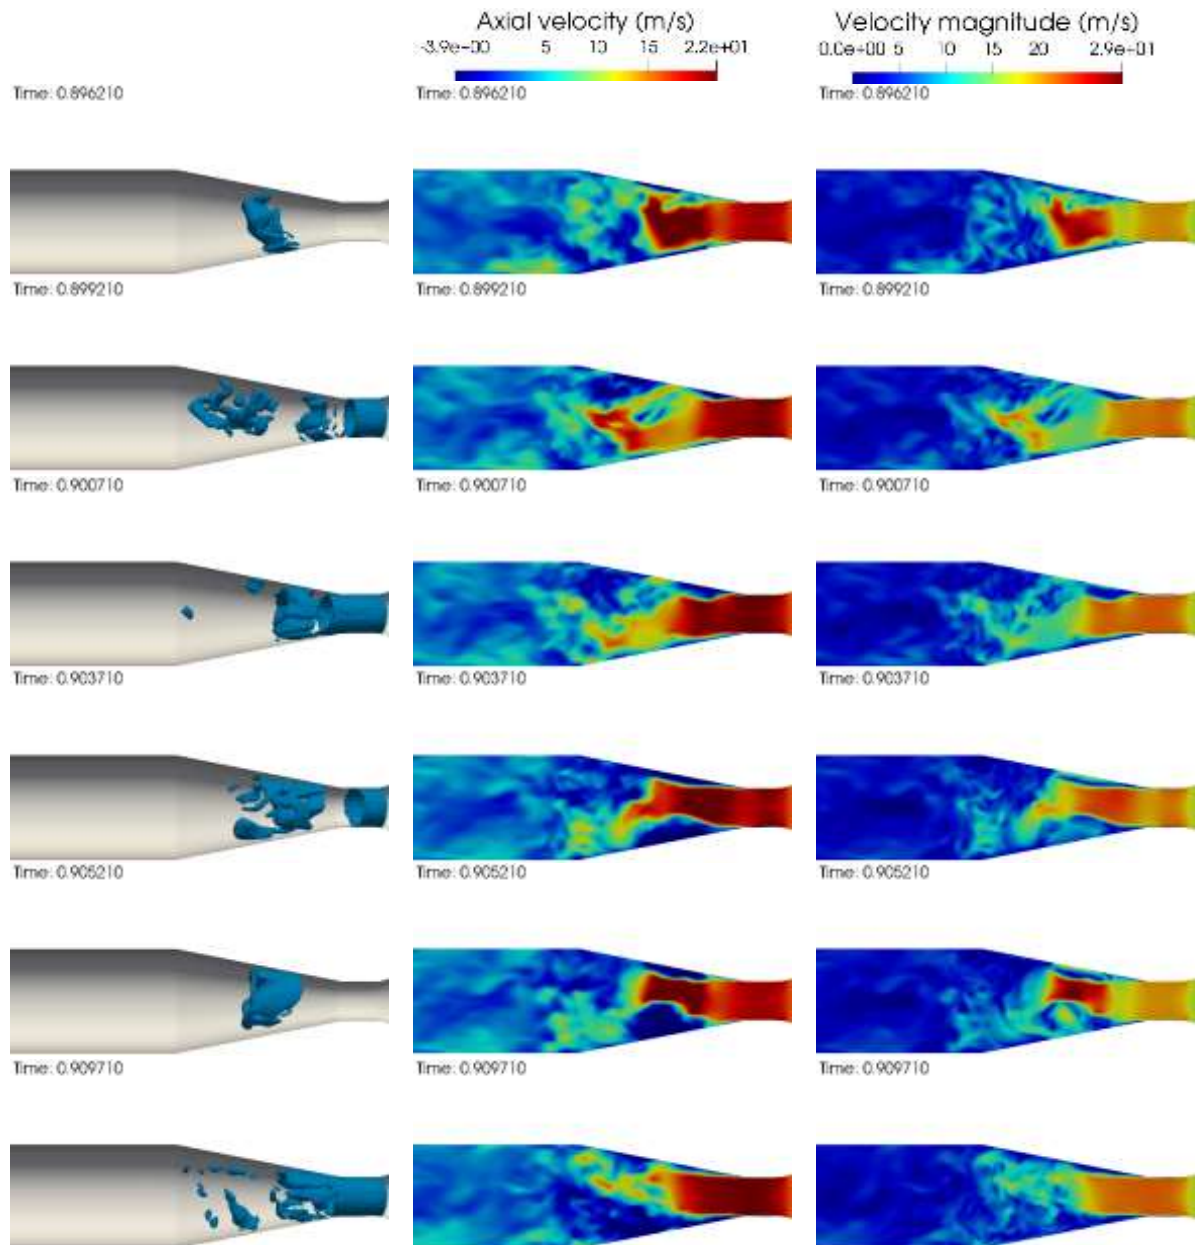 Axial velocity (m/s) Velocity magnitude (m/s)
-3.9e+00 5 10 15 2.2e+01 0.0e+00 5 10 15 20 2.9e+01
Time: 0.896210 Time: 0.896210 Time: 0.896210
Time: 0.899210 Time: 0.899210 Time: 0.899210
Time: 0.900710 Time: 0.900710 Time: 0.900710
Time: 0.903710 Time: 0.903710 Time: 0.903710
Time: 0.905210 Time: 0.905210 Time: 0.905210
Time: 0.909710 Time: 0.909710 Time: 0.909710